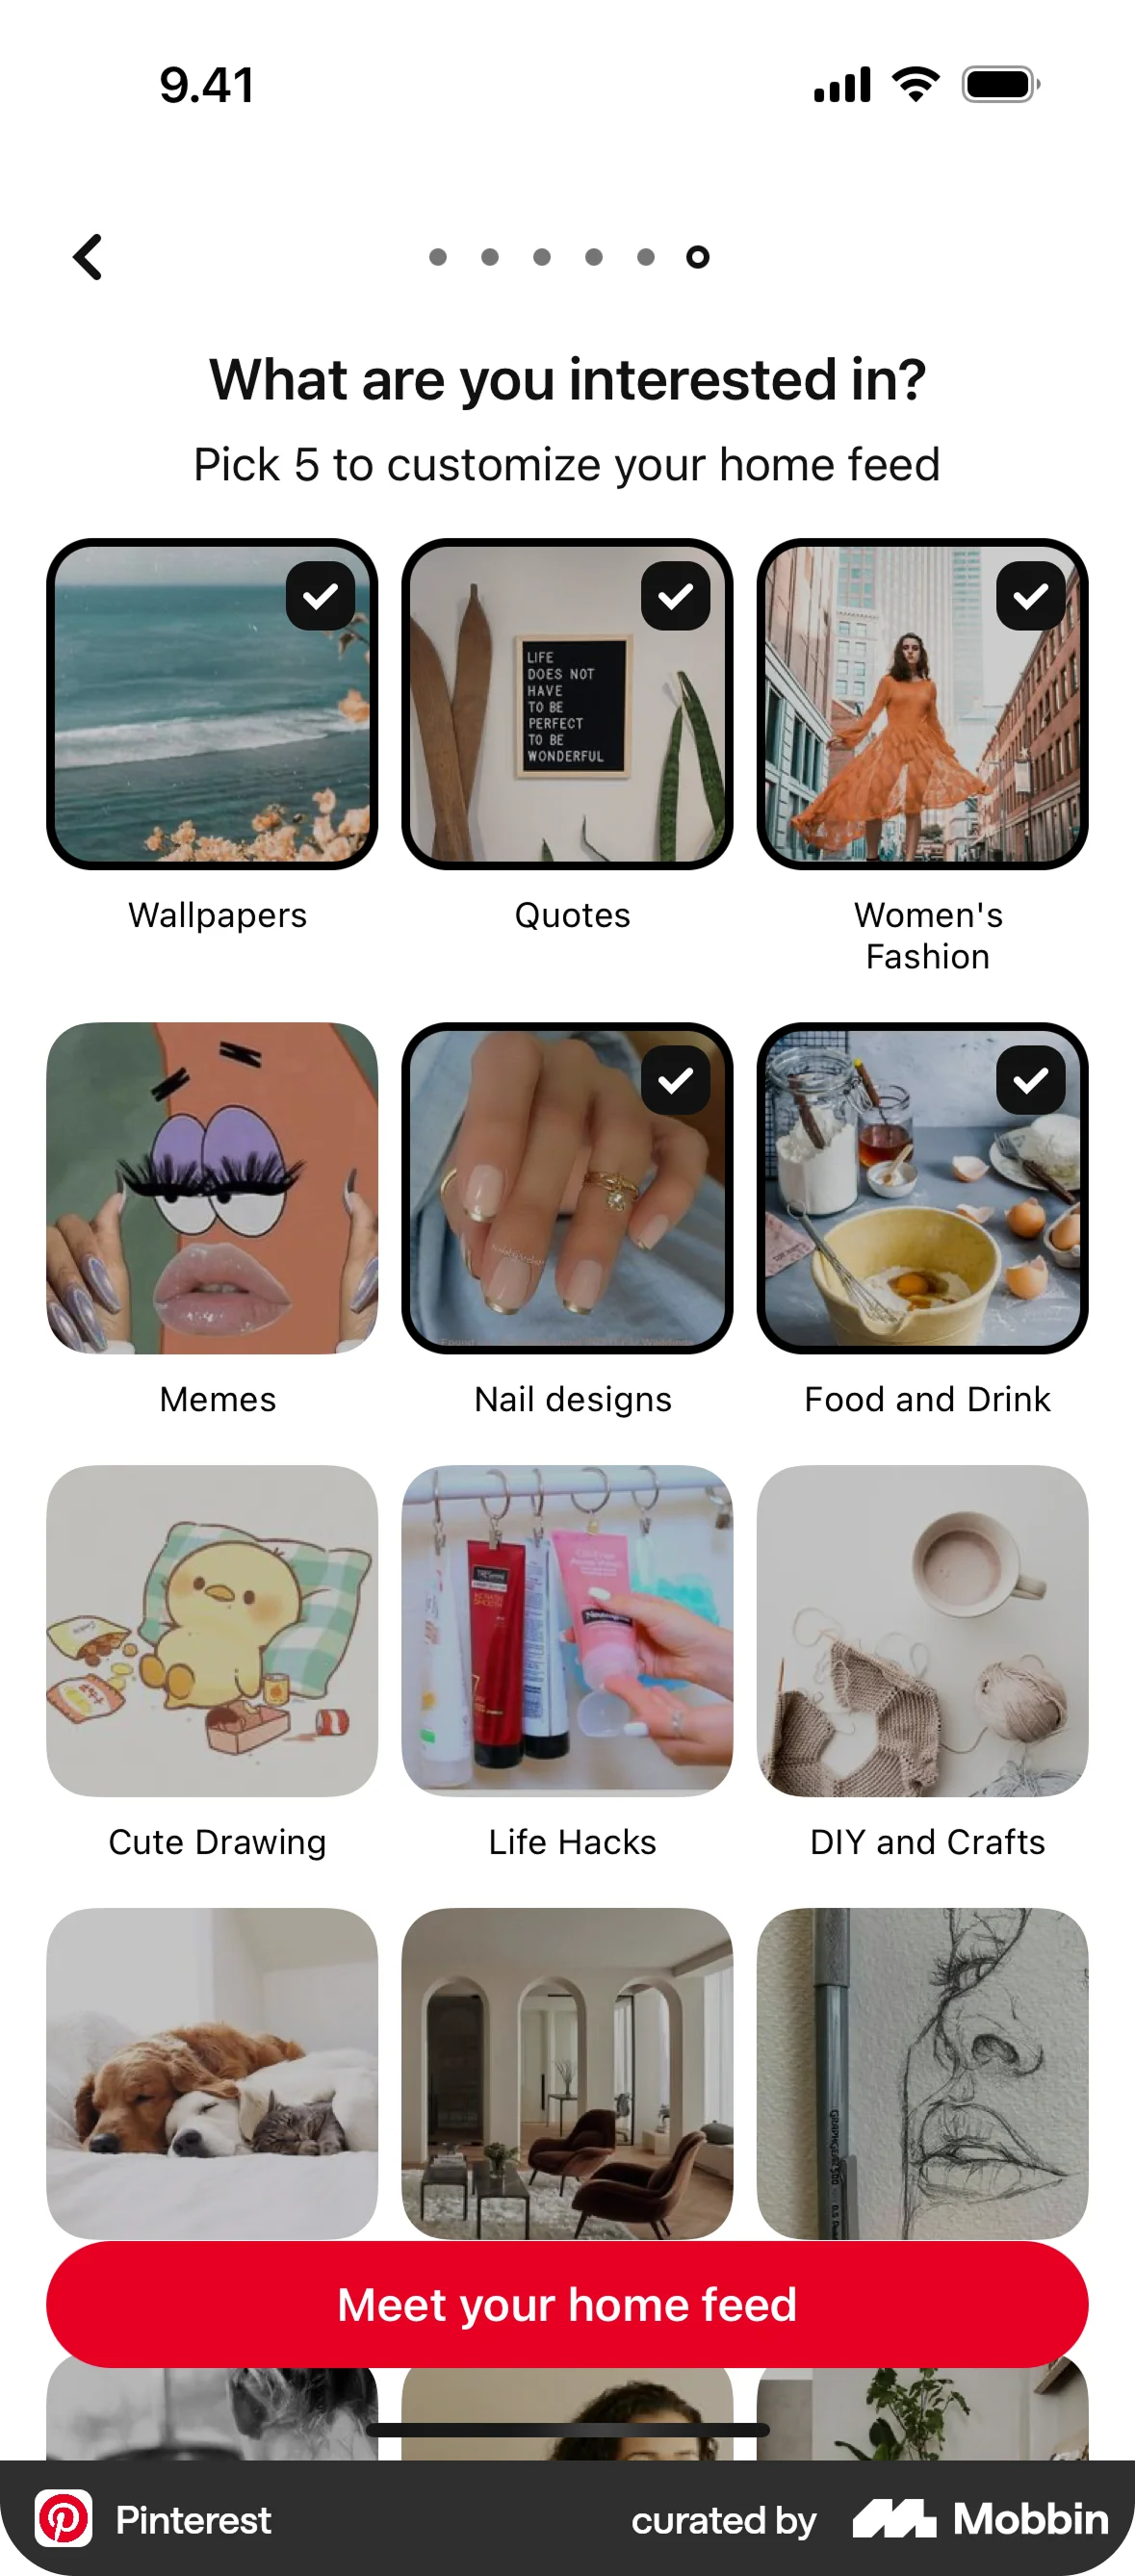 9.41
What are you interested in?
Pick 5 to customize your home feed
LIFE
DOES NOT
HAVE
TO BE
PERFECT
TO BE
WONDERFUL
Wallpapers
Quotes
Women's
Fashion
Memes
Nail designs
Food and Drink
Cute Drawing
Life Hacks
DIY and Crafts
Meet your home feed
Pinterest
curated by
Mobbin